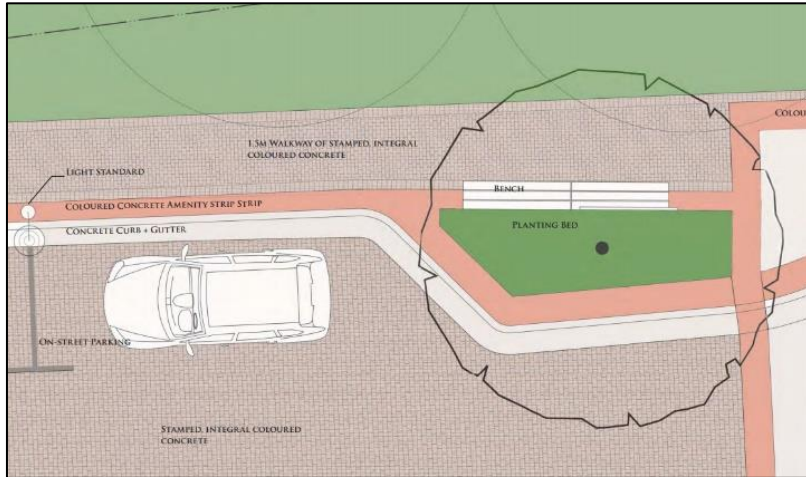 1.5M WALKWAY OF STAMPED, INTEGRAL
COLOURED CONCRETE
COLOU
LIGHT STANDARD
BENCH
COLOURED CONCRETE AMENITY STRIP STRIP
PLANTING BED
CONCRETE CURB + GUTTER
ON-STREET PARKING
STAMPED, INTEGRAL COLOURED
CONCRETE